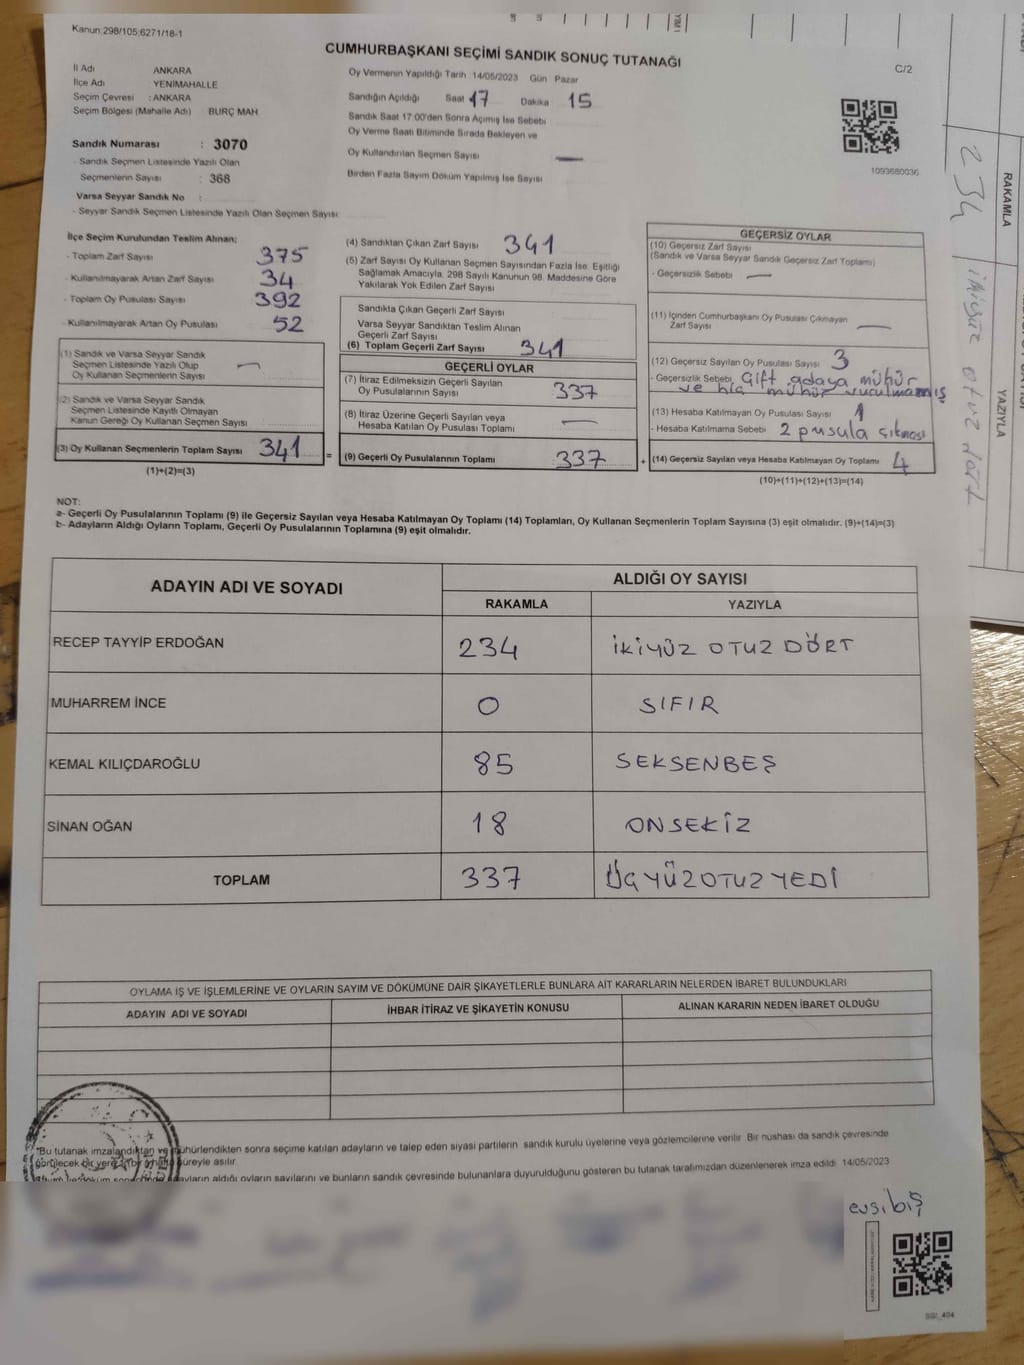 Kanun:298/105;6271/18-1
CUMHURBAŞKANI SEÇİMİ SANDIK SONUÇ TUTANAĞI
C/2
İl Adı ANKARA
İlçe Adı YENİMAHALLE
Seçim Çevresi : ANKARA
Seçim Bölgesi (Mahalle Adı) BURÇ MAH.
Sandık Numarası : 3070
- Sandık Seçmen Listesinde Yazılı Olan
Seçmenlerin Sayısı : 368
Varsa Seyyar Sandık No :
- Seyyar Sandık Seçmen Listesinde Yazılı Olan Seçmen Sayısı:
Oy Vermenin Yapıldığı Tarih 14/05/2023 Gün Pazar
Sandığın Açıldığı Saat 17 Dakika 15
Sandık Saat 17:00'den Sonra Açımış İse Sebebi
Oy Verme Saati Bitiminde Sırada Bekleyen ve
Oy Kullandırılan Seçmen Sayısı —
Birden Fazla Sayım Döküm Yapılmış İse Sayısı
1093680036
İlçe Seçim Kurulundan Teslim Alınan;
- Toplam Zarf Sayısı 375
- Kullanılmayarak Artan Zarf Sayısı 34
- Toplam Oy Pusulası Sayısı 392
- Kullanılmayarak Artan Oy Pusulası 52
(1) Sandık ve Varsa Seyyar Sandık
Seçmen Listesinde Yazılı Olup
Oy Kullanan Seçmenlerin Sayısı —
(2) Sandık ve Varsa Seyyar Sandık
Seçmen Listesinde Kayıtlı Olmayan
Kanun Gereği Oy Kullanan Seçmen Sayısı
(3) Oy Kullanan Seçmenlerin Toplam Sayısı 341 =
(1)+(2)=(3)
(4) Sandıktan Çıkan Zarf Sayısı 341
(5) Zarf Sayısı Oy Kullanan Seçmen Sayısından Fazla İse, Eşitliği
Sağlamak Amacıyla, 298 Sayılı Kanunun 98. Maddesine Göre
Yakılarak Yok Edilen Zarf Sayısı
Sandıkta Çıkan Geçerli Zarf Sayısı
Varsa Seyyar Sandıktan Teslim Alınan
Geçerli Zarf Sayısı
(6) Toplam Geçerli Zarf Sayısı 341
GEÇERLİ OYLAR
(7) İtiraz Edilmeksizin Geçerli Sayılan
Oy Pusulalarının Sayısı 337
(8) İtiraz Üzerine Geçerli Sayılan veya
Hesaba Katılan Oy Pusulası Toplamı —
(9) Geçerli Oy Pusulalarının Toplamı 337 +
GEÇERSİZ OYLAR
(10) Geçersiz Zarf Sayısı
(Sandık ve Varsa Seyyar Sandık Geçersiz Zarf Toplamı)
- Geçersizlik Sebebi —
(11) İçinden Cumhurbaşkanı Oy Pusulası Çıkmayan
Zarf Sayısı —
(12) Geçersiz Sayılan Oy Pusulası Sayısı 3
- Geçersizlik Sebebi Çift adaya mühür
ve hiç mühür vurulmamış
(13) Hesaba Katılmayan Oy Pusulası Sayısı 1
- Hesaba Katılmama Sebebi 2 pusula çıkması
(14) Geçersiz Sayılan veya Hesaba Katılmayan Oy Toplamı 4
(10)+(11)+(12)+(13)=(14)
NOT:
a- Geçerli Oy Pusulalarının Toplamı (9) ile Geçersiz Sayılan veya Hesaba Katılmayan Oy Toplamı (14) Toplamları, Oy Kullanan Seçmenlerin Toplam Sayısına (3) eşit olmalıdır. (9)+(14)=(3)
b- Adayların Aldığı Oyların Toplamı, Geçerli Oy Pusulalarının Toplamına (9) eşit olmalıdır.
ADAYIN ADI VE SOYADI ALDIĞI OY SAYISI
RAKAMLA YAZIYLA
RECEP TAYYİP ERDOĞAN 234 İKİYÜZ OTUZ DÖRT
MUHARREM İNCE 0 SIFIR
KEMAL KILIÇDAROĞLU 85 SEKSENBEŞ
SİNAN OĞAN 18 ONSEKİZ
TOPLAM 337 ÜÇYÜZOTUZYEDİ
OYLAMA İŞ VE İŞLEMLERİNE VE OYLARIN SAYIM VE DÖKÜMÜNE DAİR ŞİKAYETLERLE BUNLARA AİT KARARLARIN NELERDEN İBARET BULUNDUKLARI
ADAYIN ADI VE SOYADI İHBAR İTİRAZ VE ŞİKAYETİN KONUSU ALINAN KARARIN NEDEN İBARET OLDUĞU
"Bu tutanak imzalandıktan ve mühürlendikten sonra seçime katılan adayların ve talep eden siyasi partilerin sandık kurulu üyelerine veya gözlemcilerine verilir. Bir nüshası da sandık çevresinde
görülecek bir yere süreyle asılır.
adayların aldığı oyların sayılarını ve bunların sandık çevresinde bulunanlara duyurulduğunu gösteren bu tutanak tarafımızdan düzenlenerek imza edildi 14/05/2023
RAKAMLA
234
YAZIYLA
ikiyüz otuz dört